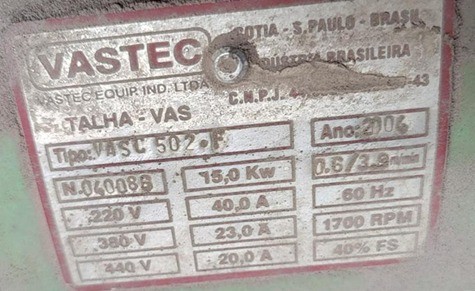 VASTEC
COTIA - S. PAULO - BRASIL
INDÚSTRIA BRASILEIRA
VASTEC EQUIP. IND. LTDA
C.N.P.J. 43
TALHA - VAS
Tipo: VASC 502.F
Ano: 2006
N. 060088
15,0 Kw
0.6/3.9 m/min
220 V
40,0 A
60 Hz
380 V
23,0 A
1700 RPM
440 V
20,0 A
40% FS